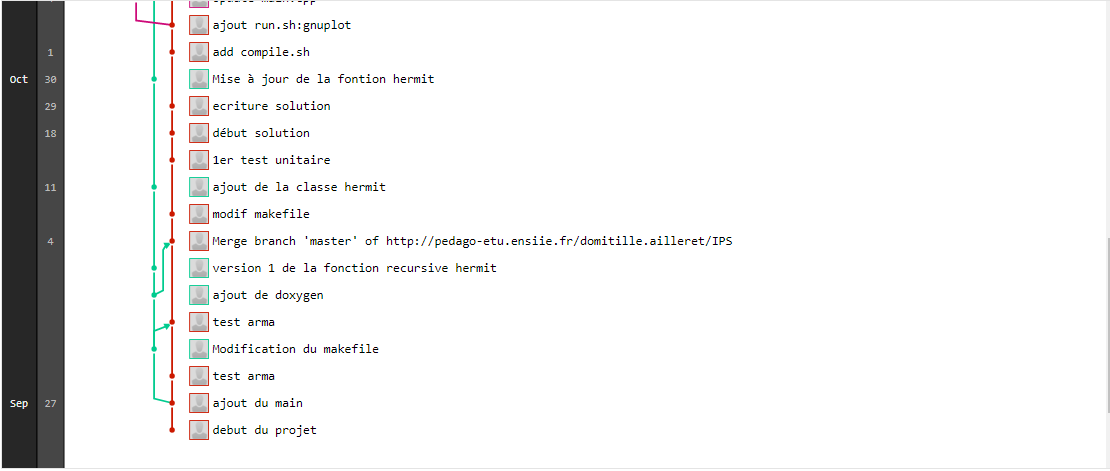 update main.cpp
ajout run.sh:gnuplot
1 add compile.sh
Oct 30 Mise à jour de la fontion hermit
29 ecriture solution
18 début solution
1er test unitaire
11 ajout de la classe hermit
modif makefile
4 Merge branch 'master' of http://pedago-etu.ensiie.fr/domitille.ailleret/IPS
version 1 de la fonction recursive hermit
ajout de doxygen
test arma
Modification du makefile
test arma
Sep 27 ajout du main
debut du projet